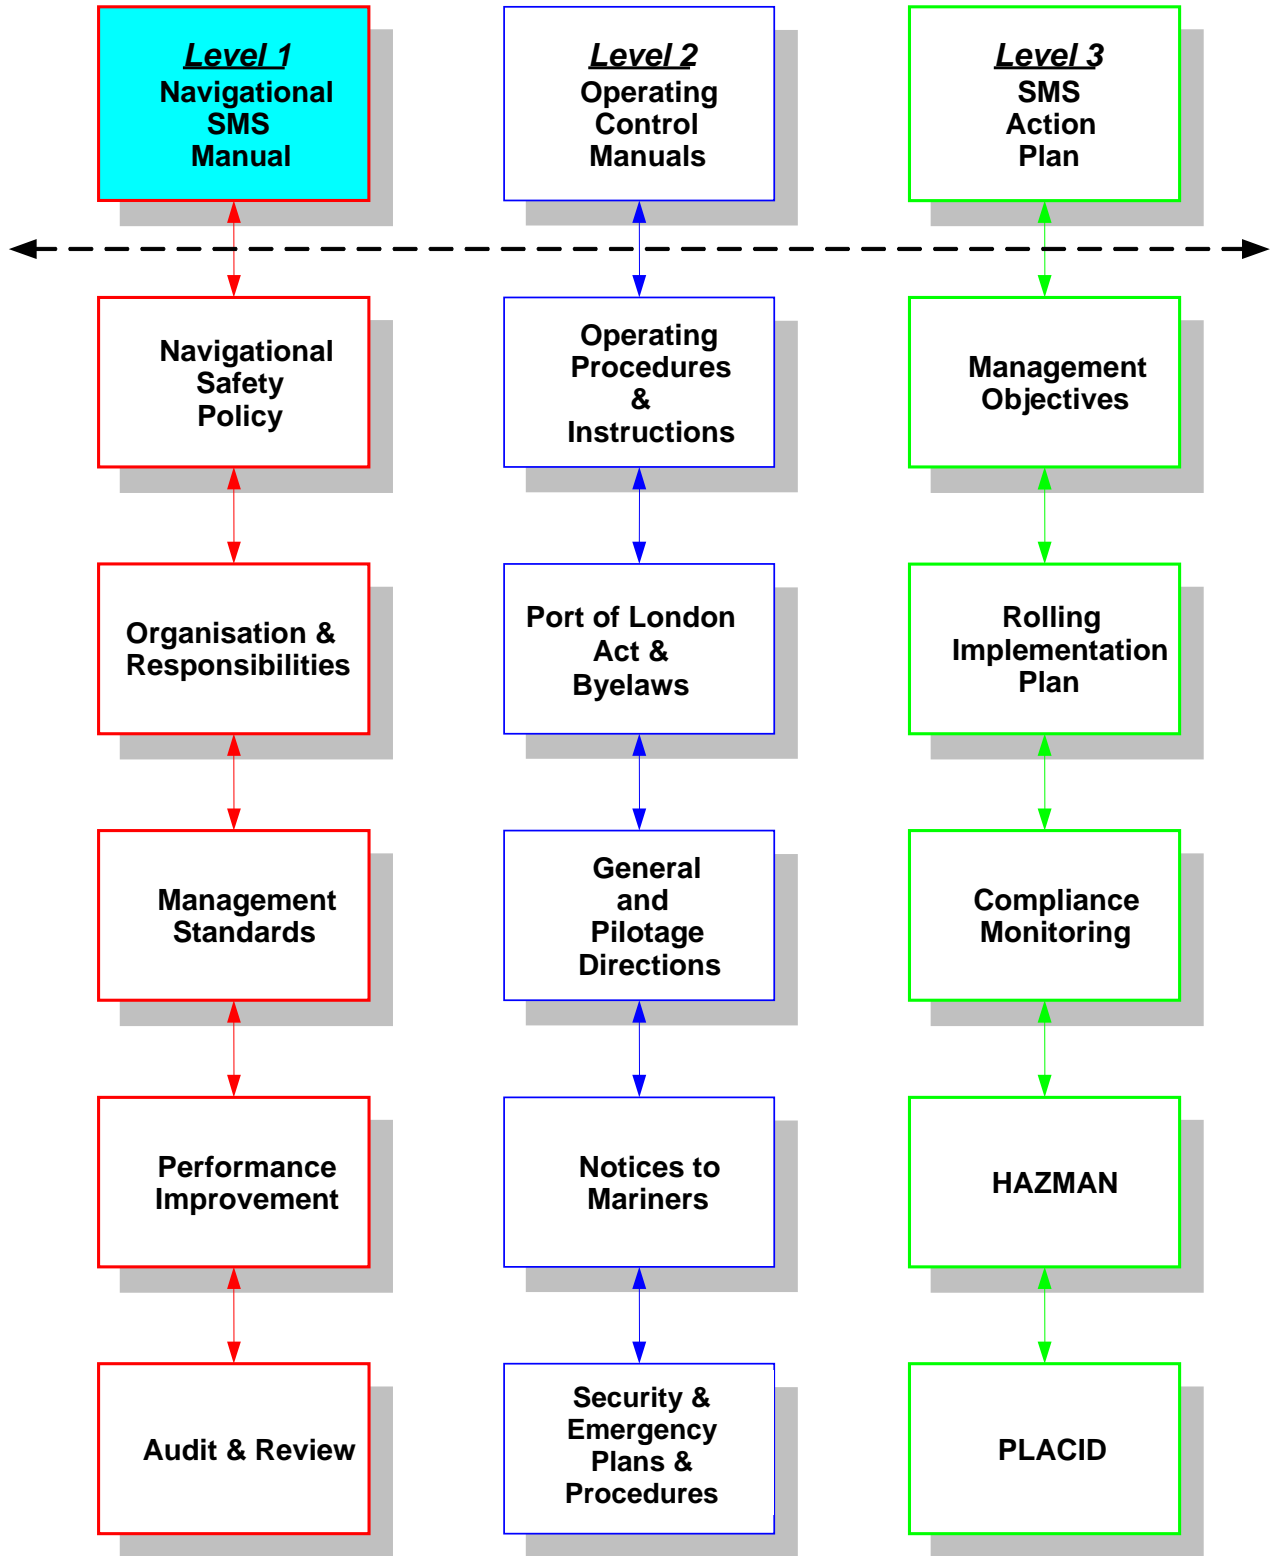 Level 1
Navigational
SMS
Manual
Level 2
Operating
Control
Manuals
Level 3
SMS
Action
Plan
Navigational
Safety
Policy
Operating
Procedures
&
Instructions
Management
Objectives
Organisation &
Responsibilities
Port of London
Act &
Byelaws
Rolling
Implementation
Plan
Management
Standards
General
and
Pilotage
Directions
Compliance
Monitoring
Performance
Improvement
Notices to
Mariners
HAZMAN
Audit & Review
Security &
Emergency
Plans &
Procedures
PLACID